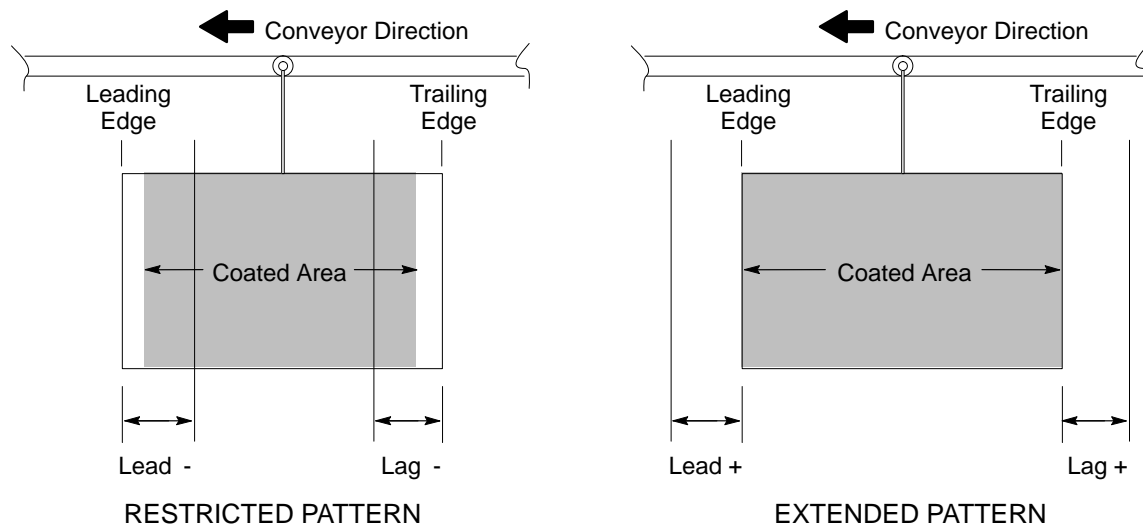 Conveyor Direction
Leading
Edge
Trailing
Edge
Coated Area
Lead -
Lag -
RESTRICTED PATTERN
Conveyor Direction
Leading
Edge
Trailing
Edge
Coated Area
Lead +
Lag +
EXTENDED PATTERN